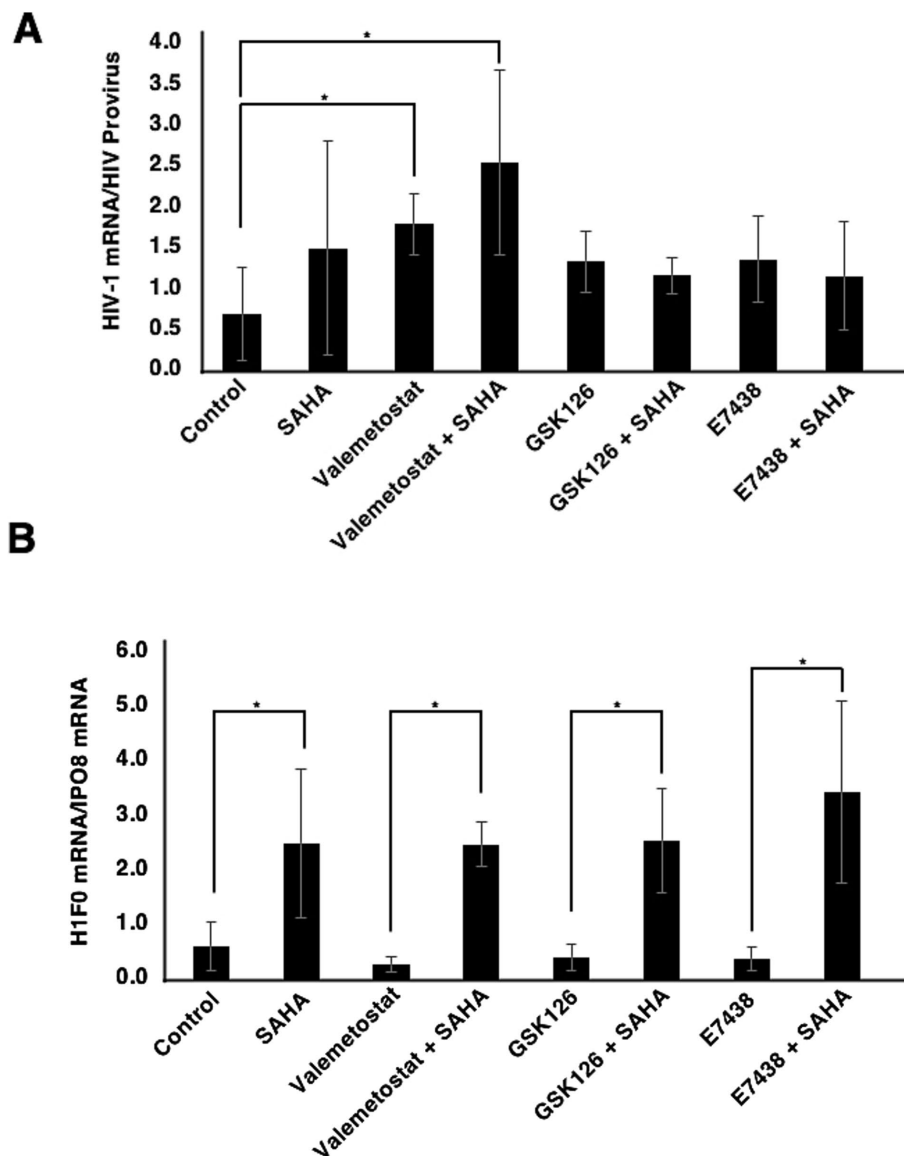 A
HIV-1 mRNA/HIV Provirus
4.0
3.5
3.0
2.5
2.0
1.5
1.0
0.5
0.0
*
*
Control
SAHA
Valemetostat
Valemetostat + SAHA
GSK126
GSK126 + SAHA
E7438
E7438 + SAHA
B
H1F0 mRNA/IPO8 mRNA
6.0
5.0
4.0
3.0
2.0
1.0
0.0
*
*
*
*
Control
SAHA
Valemetostat
Valemetostat + SAHA
GSK126
GSK126 + SAHA
E7438
E7438 + SAHA